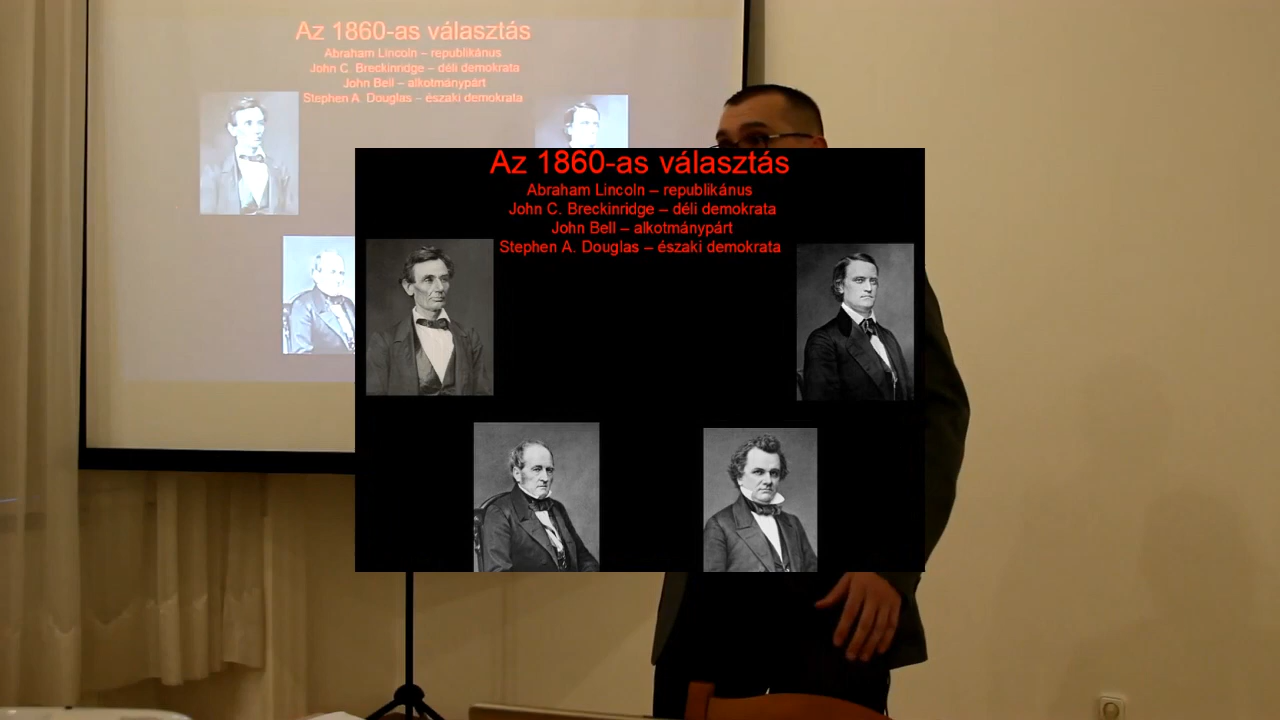 Az 1860-as választás
Abraham Lincoln – republikánus
John C. Breckinridge – déli demokrata
John Bell – alkotmánypárt
Stephen A. Douglas – északi demokrata
Az 1860-as választás
Abraham Lincoln – republikánus
John C. Breckinridge – déli demokrata
John Bell – alkotmánypárt
Stephen A. Douglas – északi demokrata